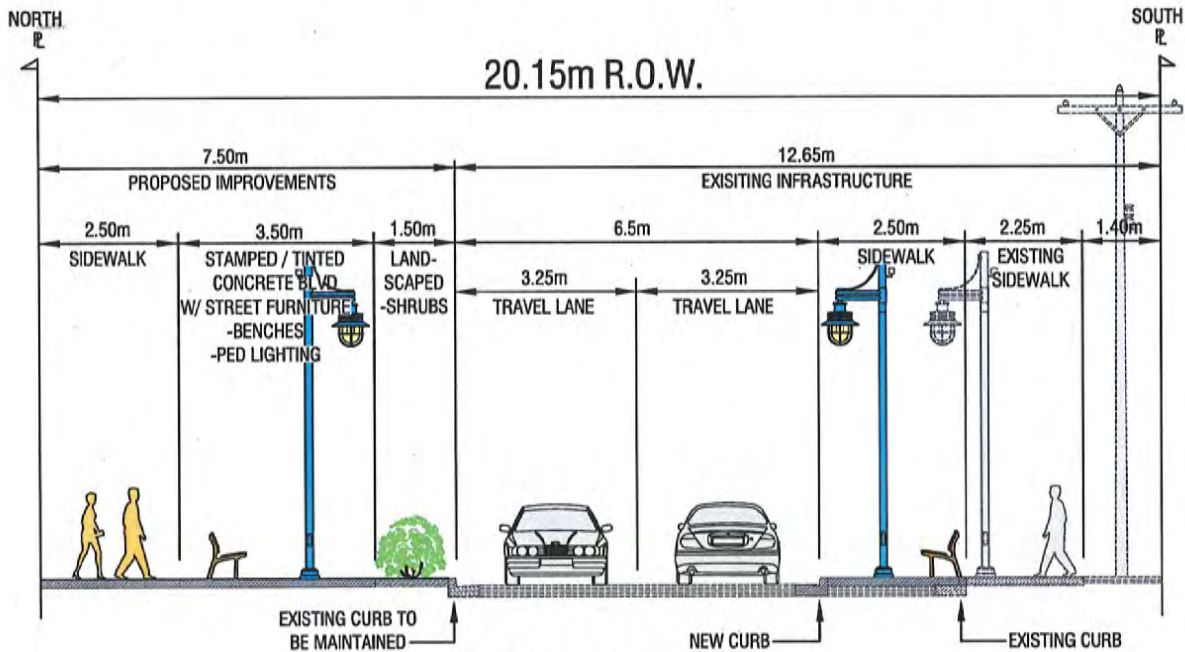 NORTH
PL
SOUTH
PL
20.15m R.O.W.
7.50m
PROPOSED IMPROVEMENTS
12.65m
EXISITING INFRASTRUCTURE
2.50m
SIDEWALK
3.50m
STAMPED / TINTED
CONCRETE BLVD
W/ STREET FURNITURE
-BENCHES
-PED LIGHTING
1.50m
LAND-
SCAPED
-SHRUBS
6.5m
3.25m
TRAVEL LANE
3.25m
TRAVEL LANE
2.50m
SIDEWALK
2.25m
EXISTING
SIDEWALK
1.40m
EXISTING CURB TO
BE MAINTAINED
NEW CURB
EXISTING CURB